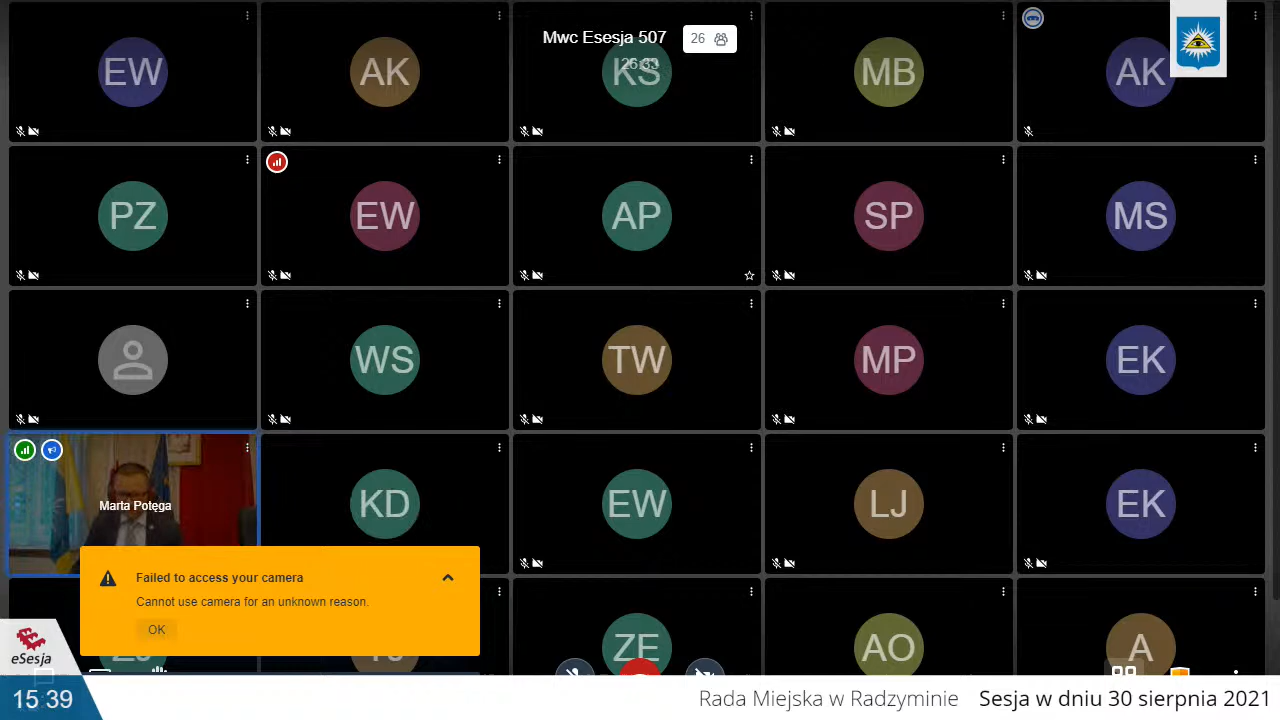 Mwc Esesja 507
26
25:33
EW
AK
KS
MB
AK
PZ
EW
AP
SP
MS
WS
TW
MP
EK
Marta Potęga
KD
EW
LJ
EK
Failed to access your camera
Cannot use camera for an unknown reason.
OK
ZE
AO
A
eSesja
15:39
Rada Miejska w Radzyminie
Sesja w dniu 30 sierpnia 2021